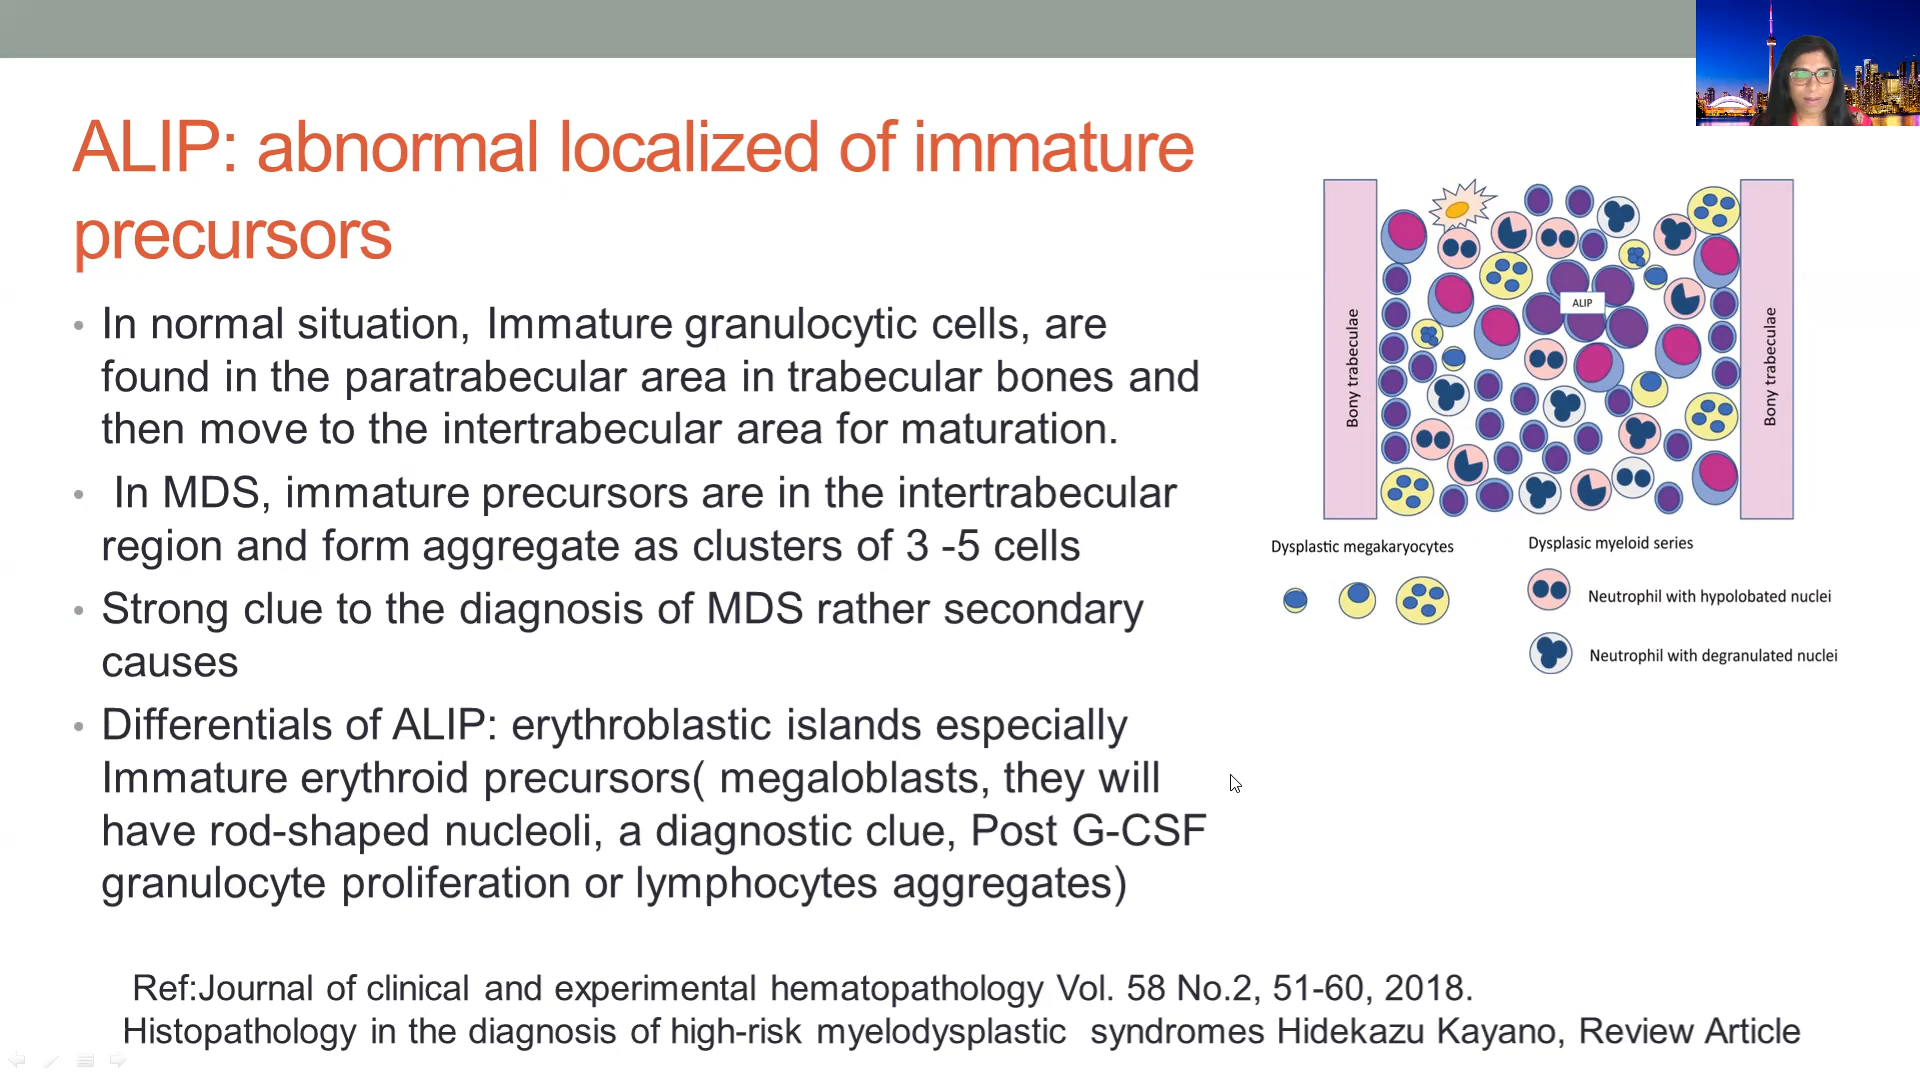 ALIP: abnormal localized of immature
precursors
• In normal situation, Immature granulocytic cells, are
found in the paratrabecular area in trabecular bones and
then move to the intertrabecular area for maturation.
• In MDS, immature precursors are in the intertrabecular
region and form aggregate as clusters of 3 -5 cells
• Strong clue to the diagnosis of MDS rather secondary
causes
• Differentials of ALIP: erythroblastic islands especially
Immature erythroid precursors( megaloblasts, they will
have rod-shaped nucleoli, a diagnostic clue, Post G-CSF
granulocyte proliferation or lymphocytes aggregates)
Bony trabeculae
ALIP
Bony trabeculae
Dysplastic megakaryocytes
Dysplasic myeloid series
Neutrophil with hypolobated nuclei
Neutrophil with degranulated nuclei
Ref:Journal of clinical and experimental hematopathology Vol. 58 No.2, 51-60, 2018.
Histopathology in the diagnosis of high-risk myelodysplastic syndromes Hidekazu Kayano, Review Article